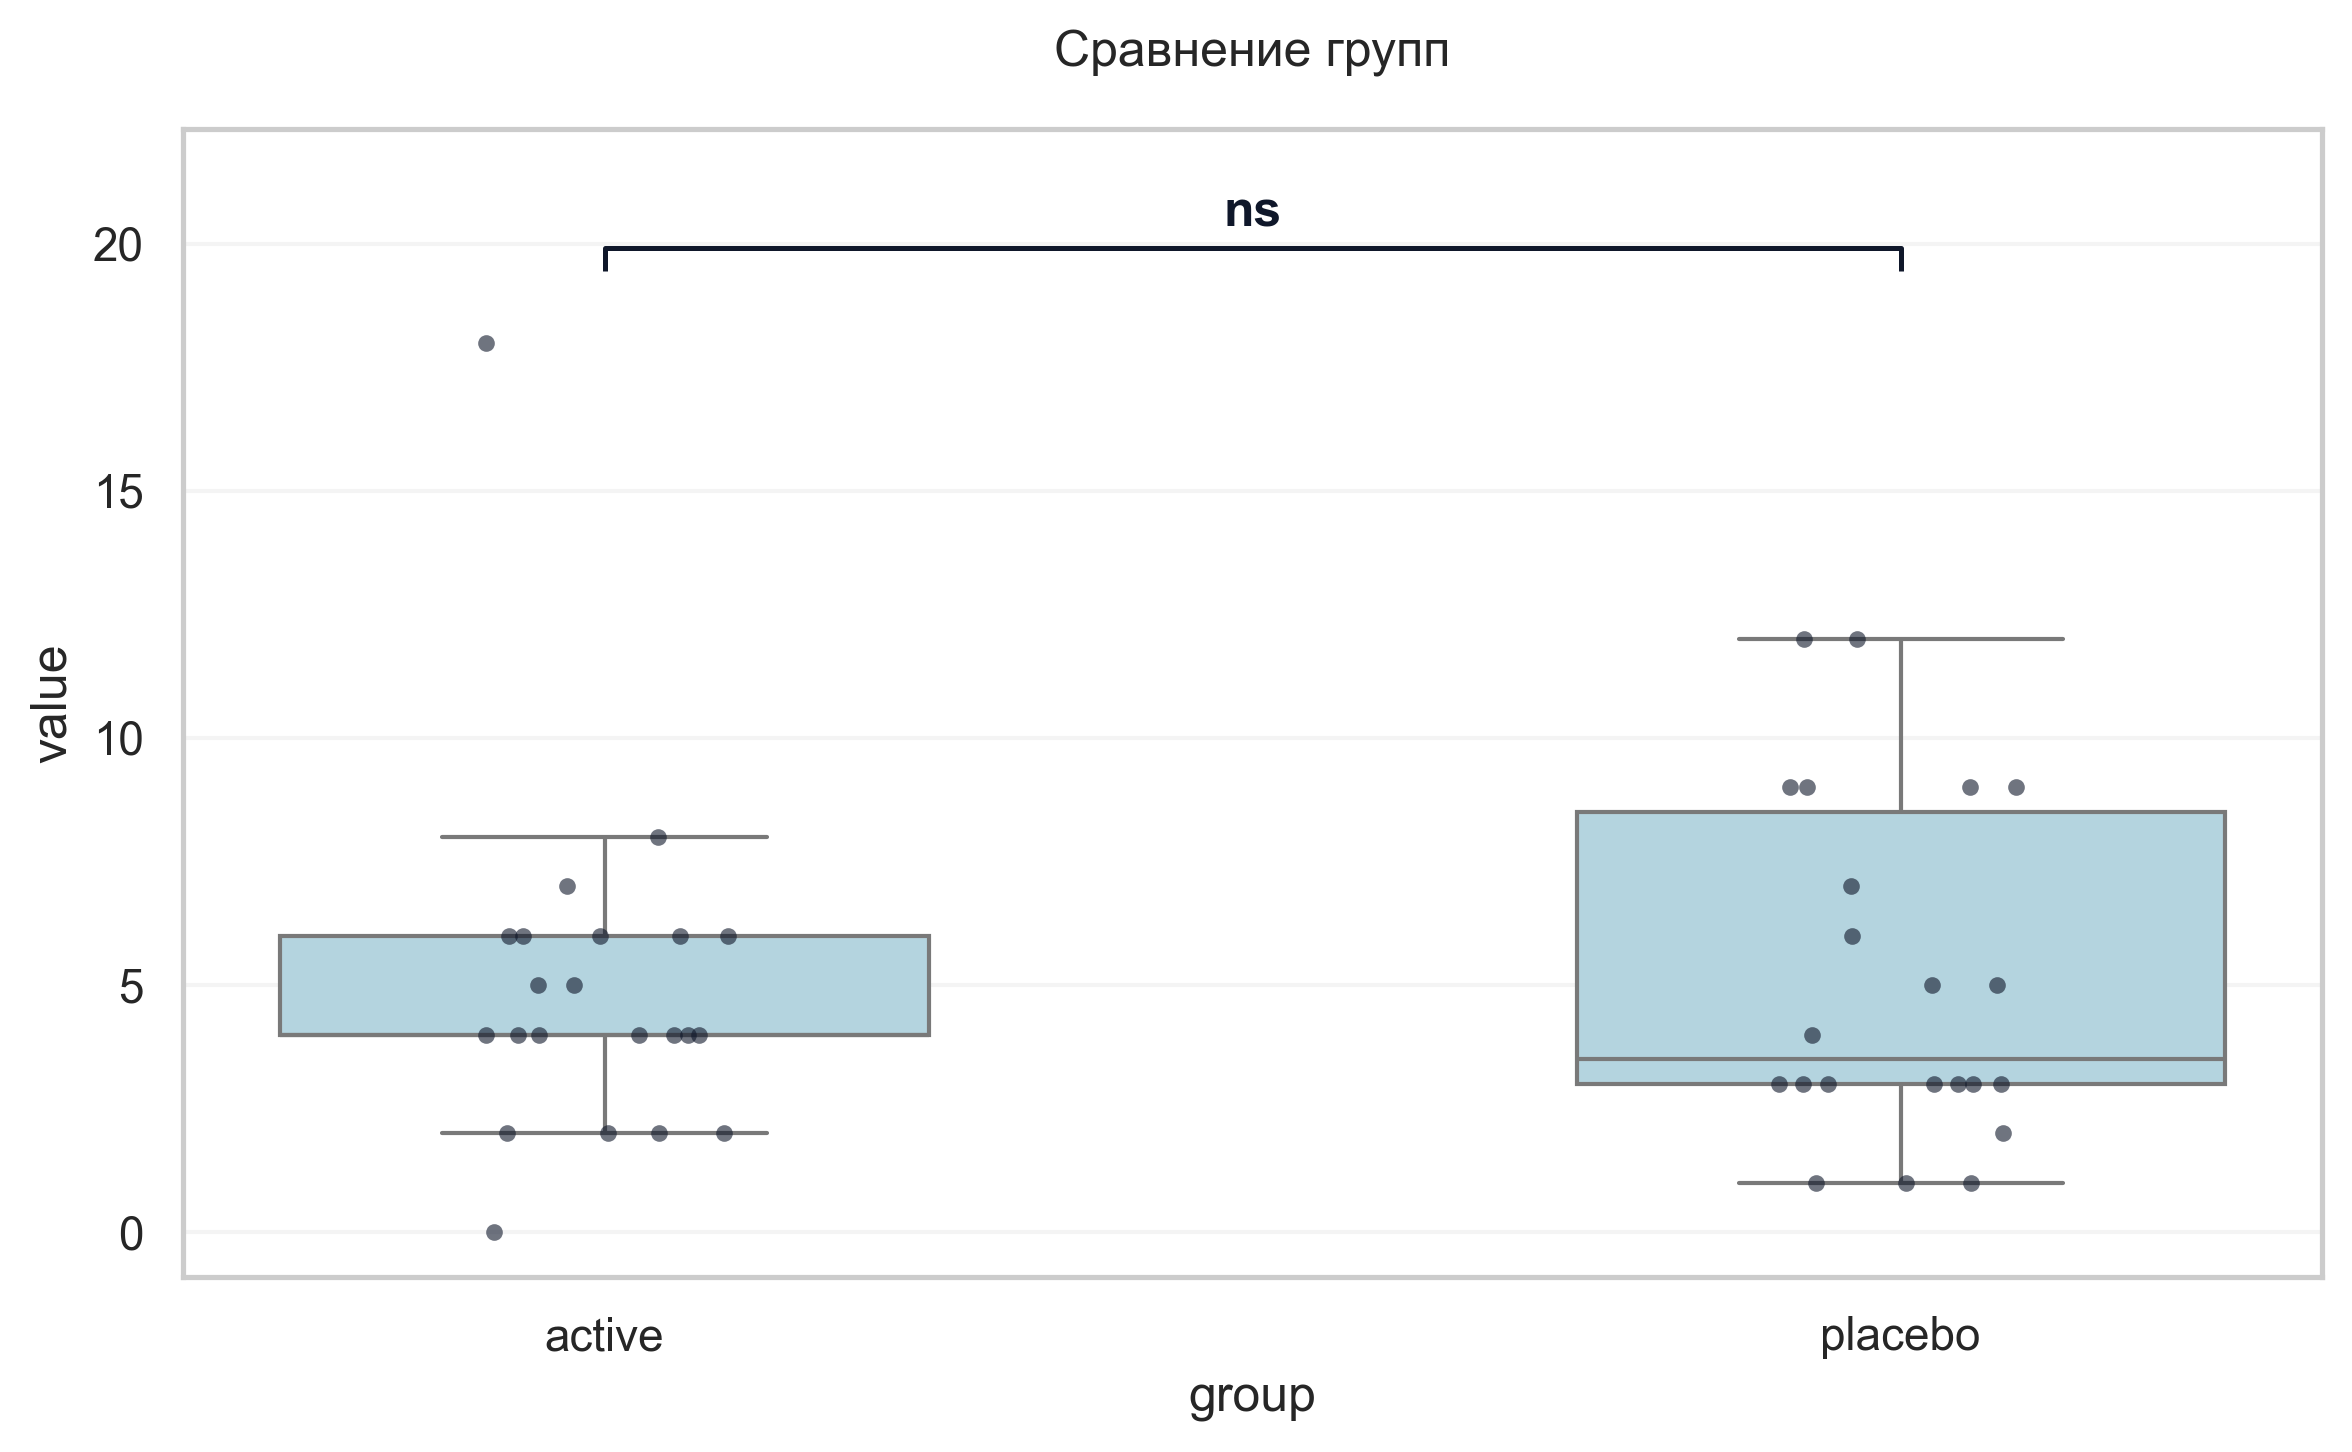 Сравнение групп
ns
20
15
10
5
0
value
active
placebo
group